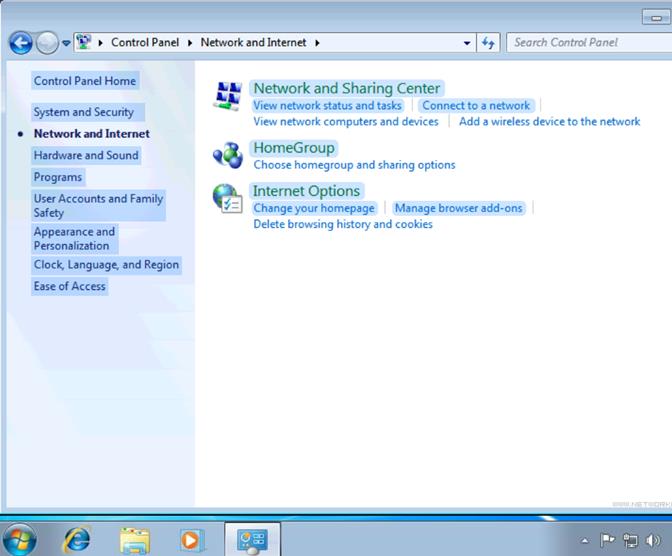 Control Panel Network and Internet Search Control Panel
Control Panel Home
System and Security
Network and Internet
Hardware and Sound
Programs
User Accounts and Family
Safety
Appearance and
Personalization
Clock, Language, and Region
Ease of Access
Network and Sharing Center
View network status and tasks Connect to a network
View network computers and devices Add a wireless device to the network
HomeGroup
Choose homegroup and sharing options
Internet Options
Change your homepage Manage browser add-ons
Delete browsing history and cookies